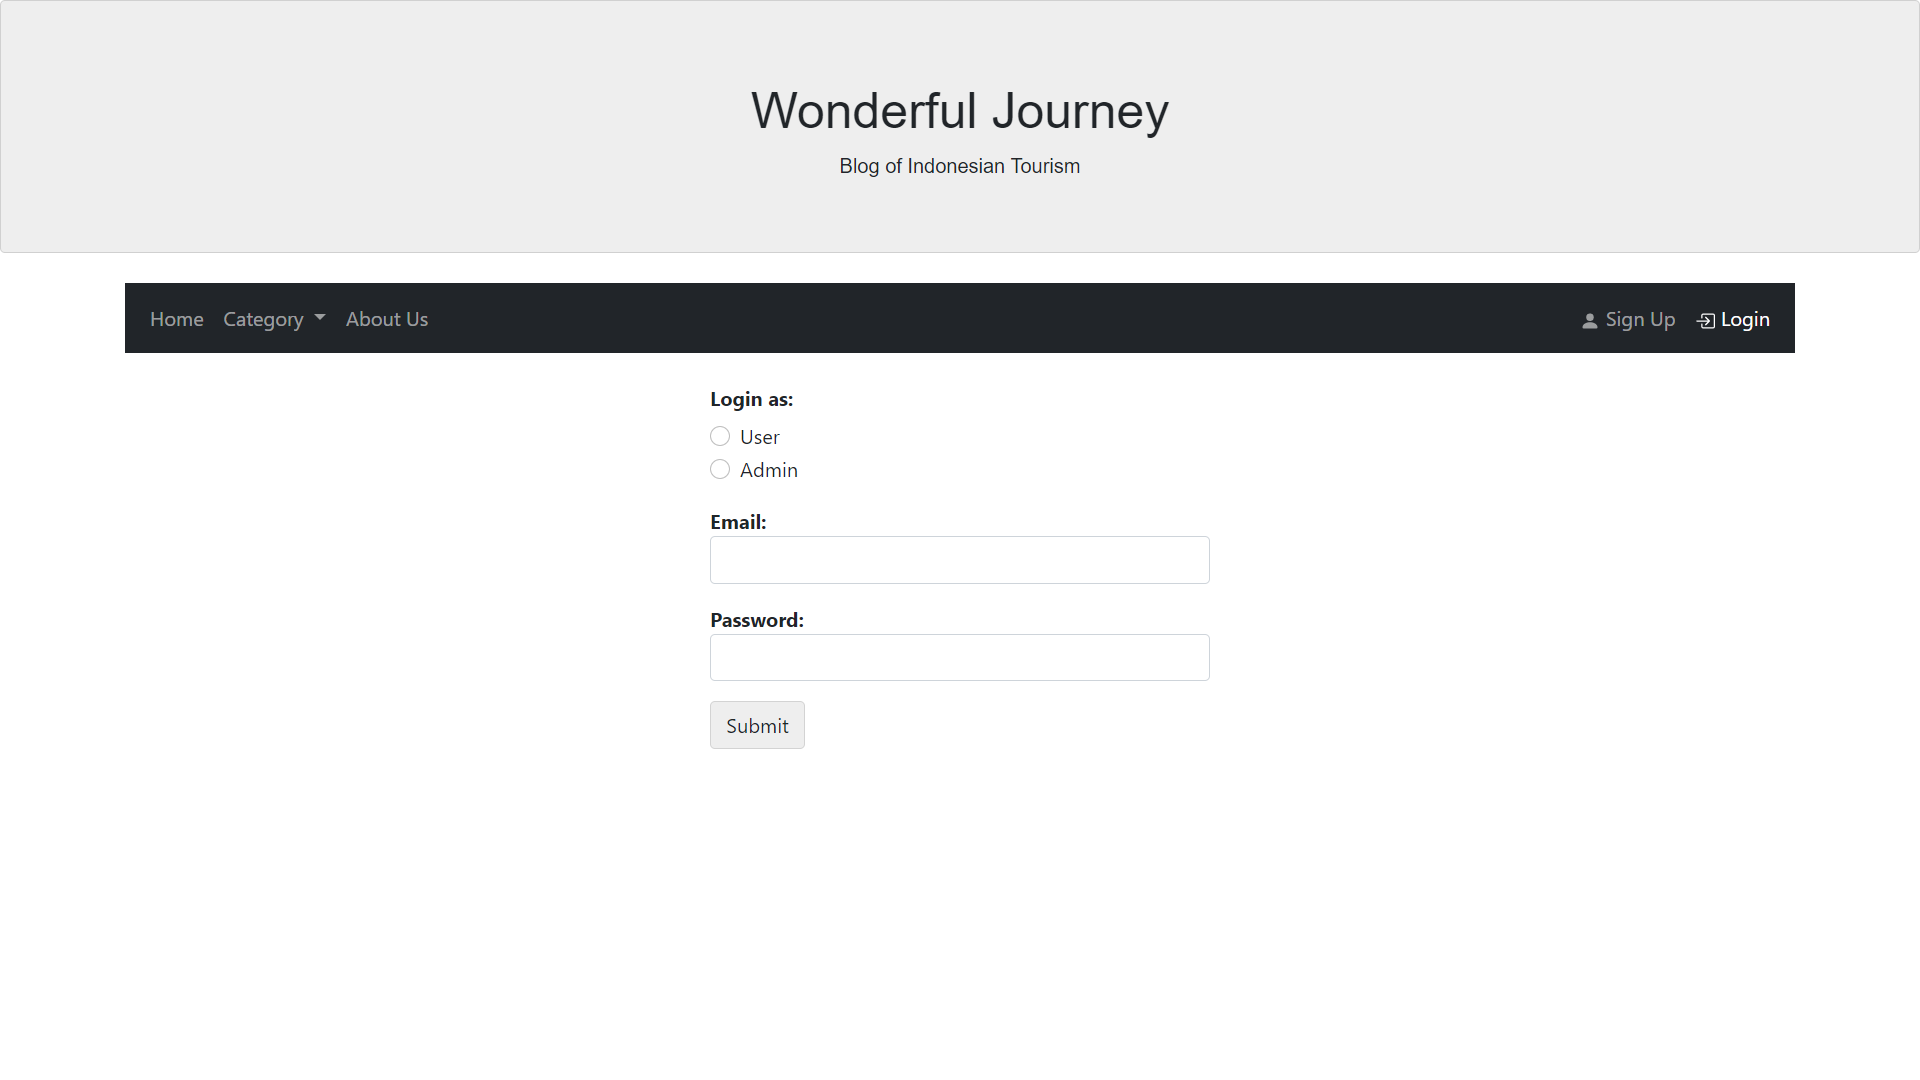 Wonderful Journey
Blog of Indonesian Tourism
Home Category About Us Sign Up Login
Login as:
User
Admin
Email:
Password:
Submit